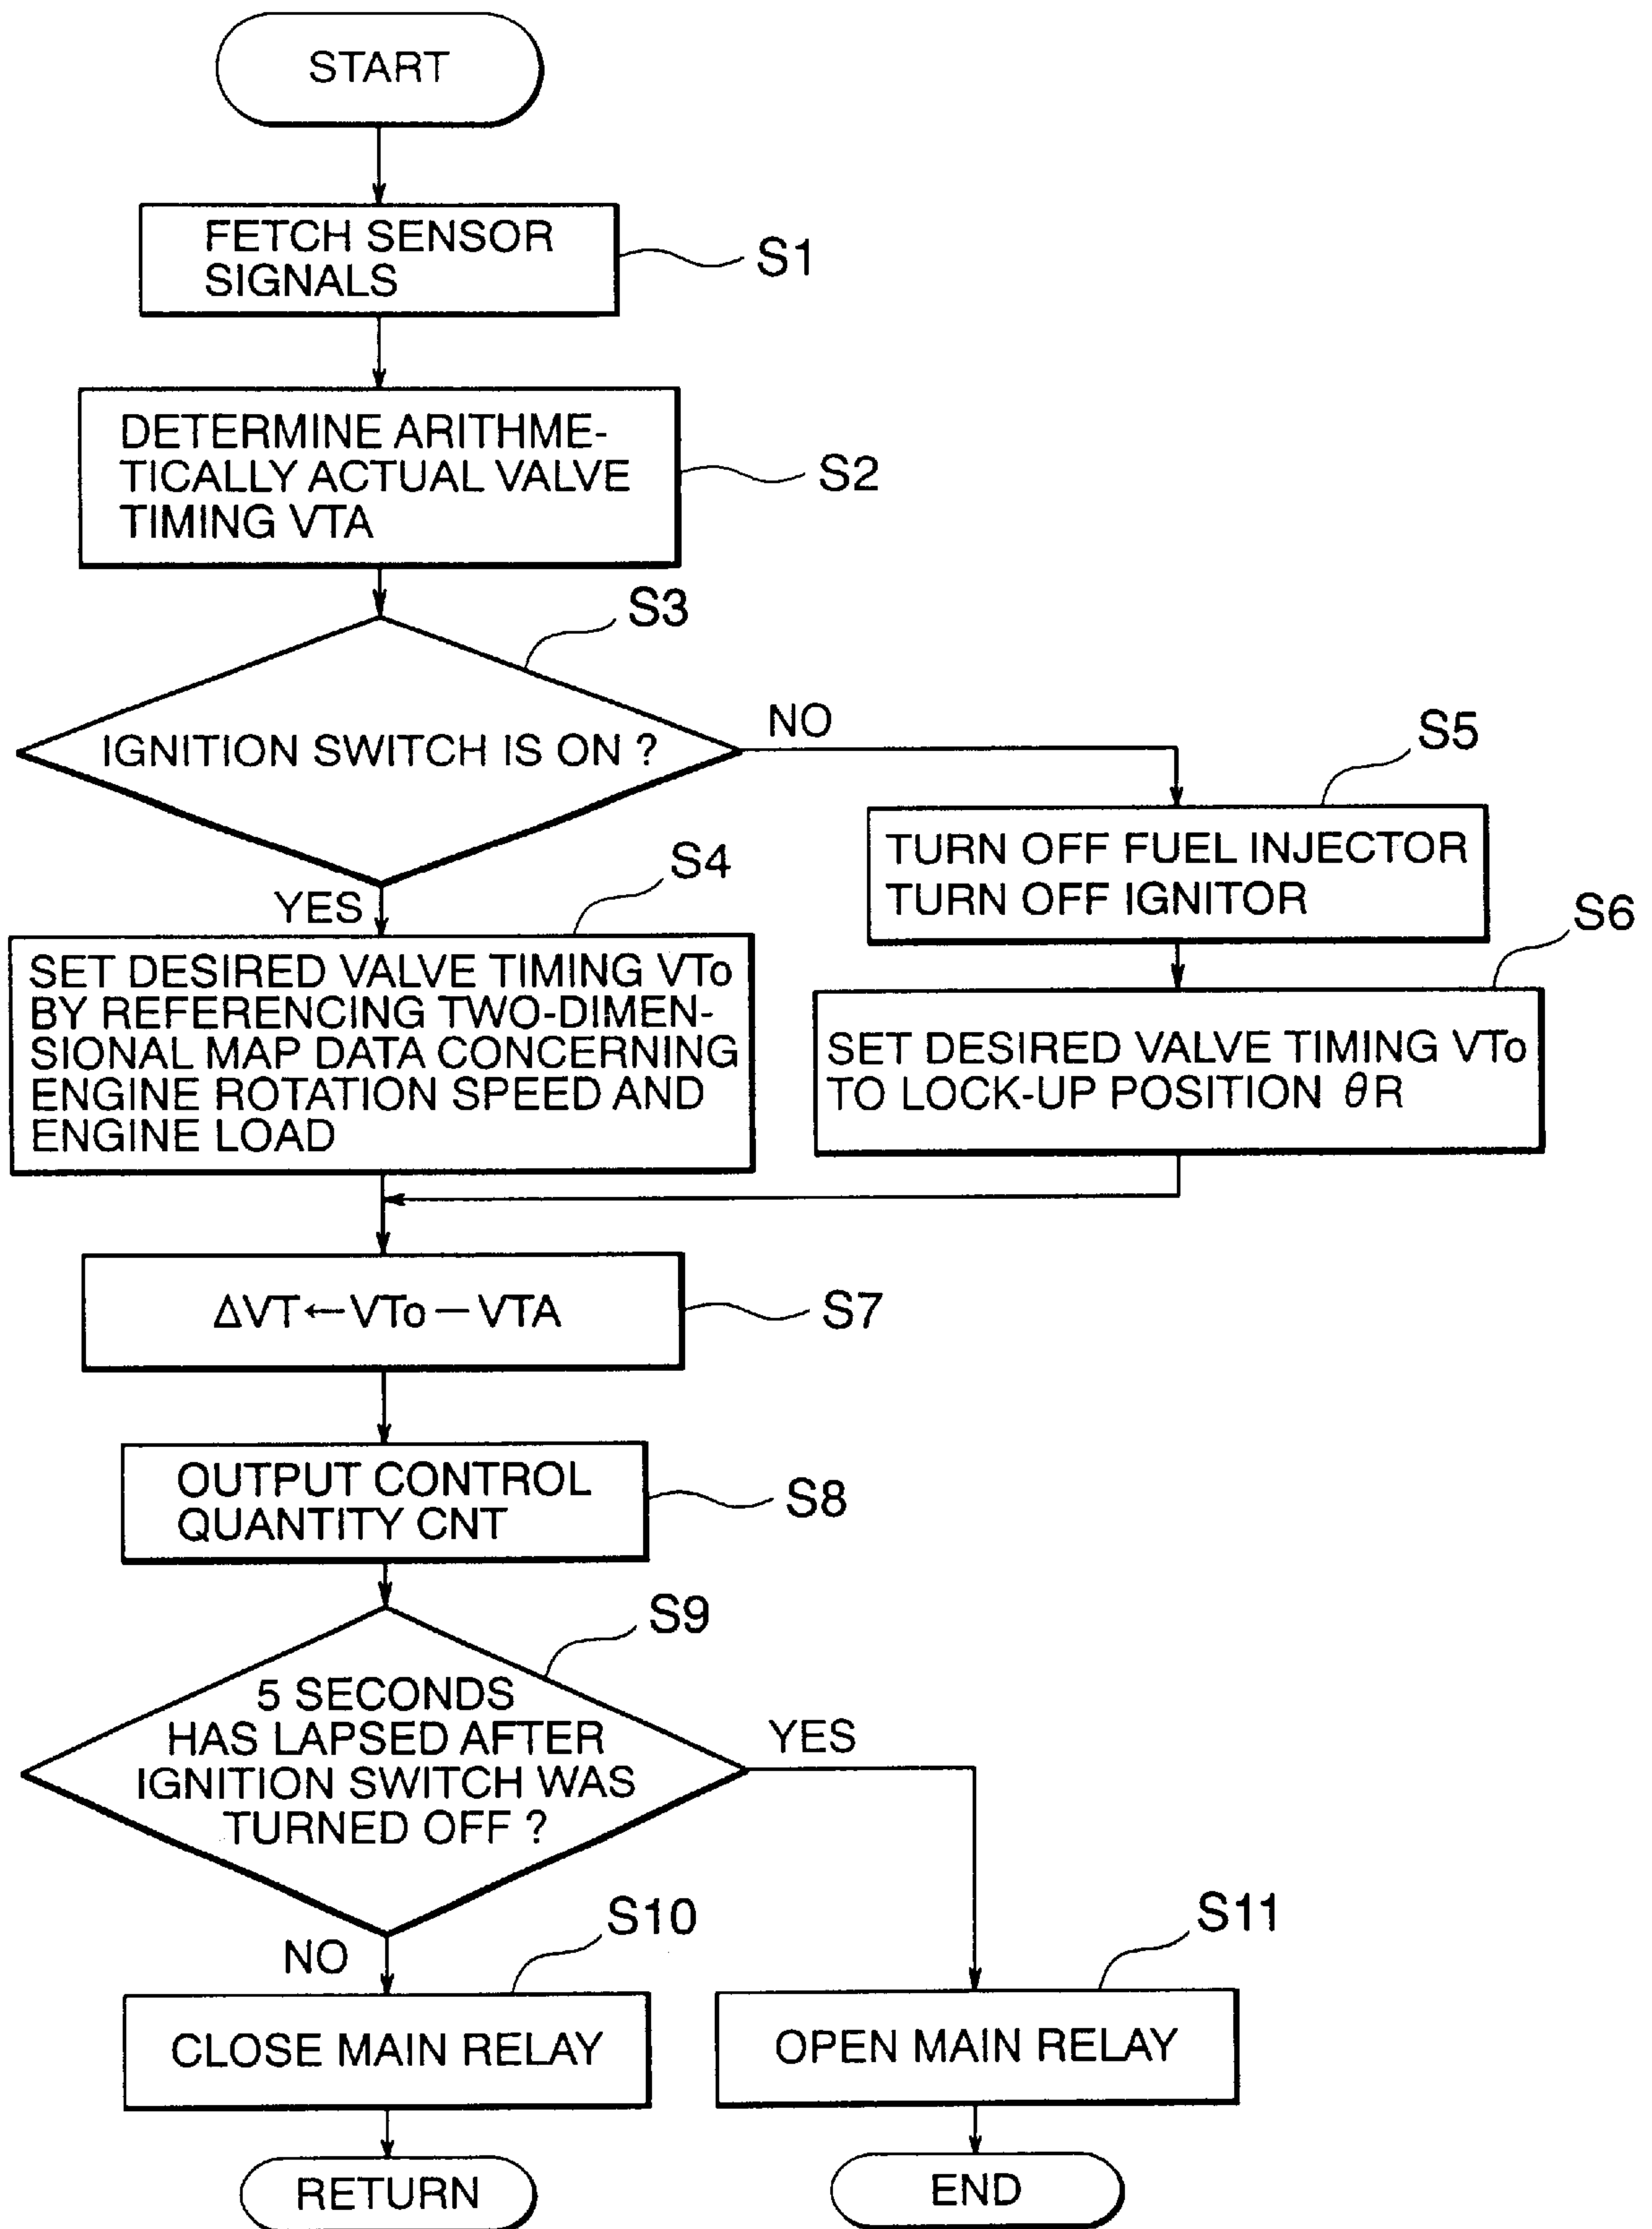 START
FETCH SENSOR
SIGNALS
S1
DETERMINE ARITHME-
TICALLY ACTUAL VALVE
TIMING VTA
S2
S3
IGNITION SWITCH IS ON ?
NO
YES
S4
SET DESIRED VALVE TIMING VTo
BY REFERENCING TWO-DIMEN-
SIONAL MAP DATA CONCERNING
ENGINE ROTATION SPEED AND
ENGINE LOAD
S5
TURN OFF FUEL INJECTOR
TURN OFF IGNITOR
S6
SET DESIRED VALVE TIMING VTo
TO LOCK-UP POSITION θR
ΔVT←VTo—VTA
S7
OUTPUT CONTROL
QUANTITY CNT
S8
S9
5 SECONDS
HAS LAPSED AFTER
IGNITION SWITCH WAS
TURNED OFF ?
YES
NO
S10
CLOSE MAIN RELAY
S11
OPEN MAIN RELAY
RETURN
END